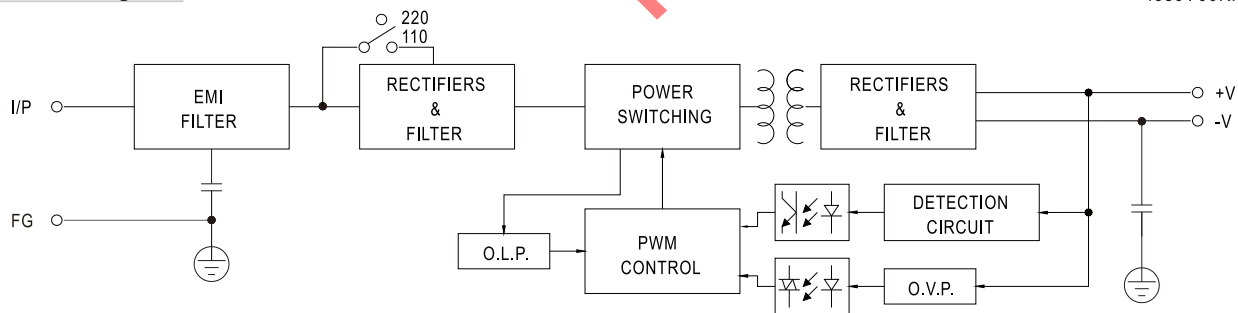 220
110
I/P
EMI
FILTER
RECTIFIERS
&
FILTER
POWER
SWITCHING
RECTIFIERS
&
FILTER
+V
-V
FG
O.L.P.
PWM
CONTROL
DETECTION
CIRCUIT
O.V.P.